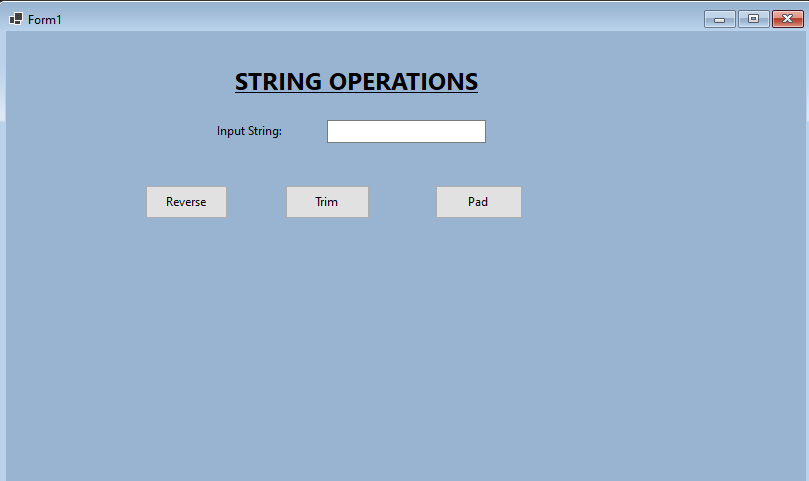 Form1
STRING OPERATIONS
Input String:
Reverse Trim Pad